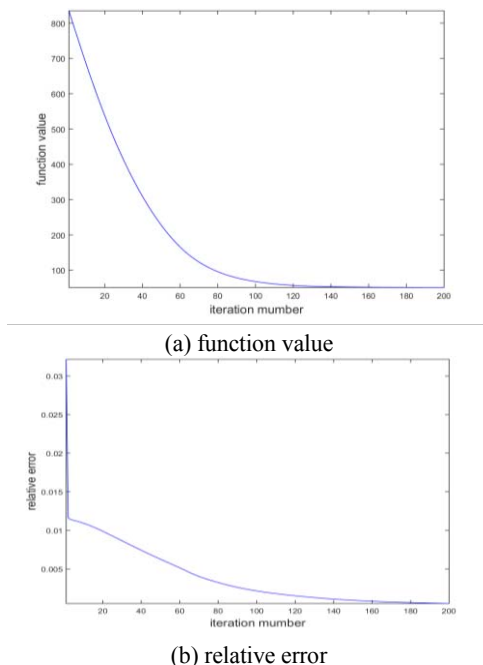 800
700
600
500
400
300
200
100
function value
20 40 60 80 100 120 140 160 180 200
iteration mumber
(a) function value
0.03
0.025
0.02
0.015
0.01
0.005
relative error
20 40 60 80 100 120 140 160 180 200
iteration mumber
(b) relative error